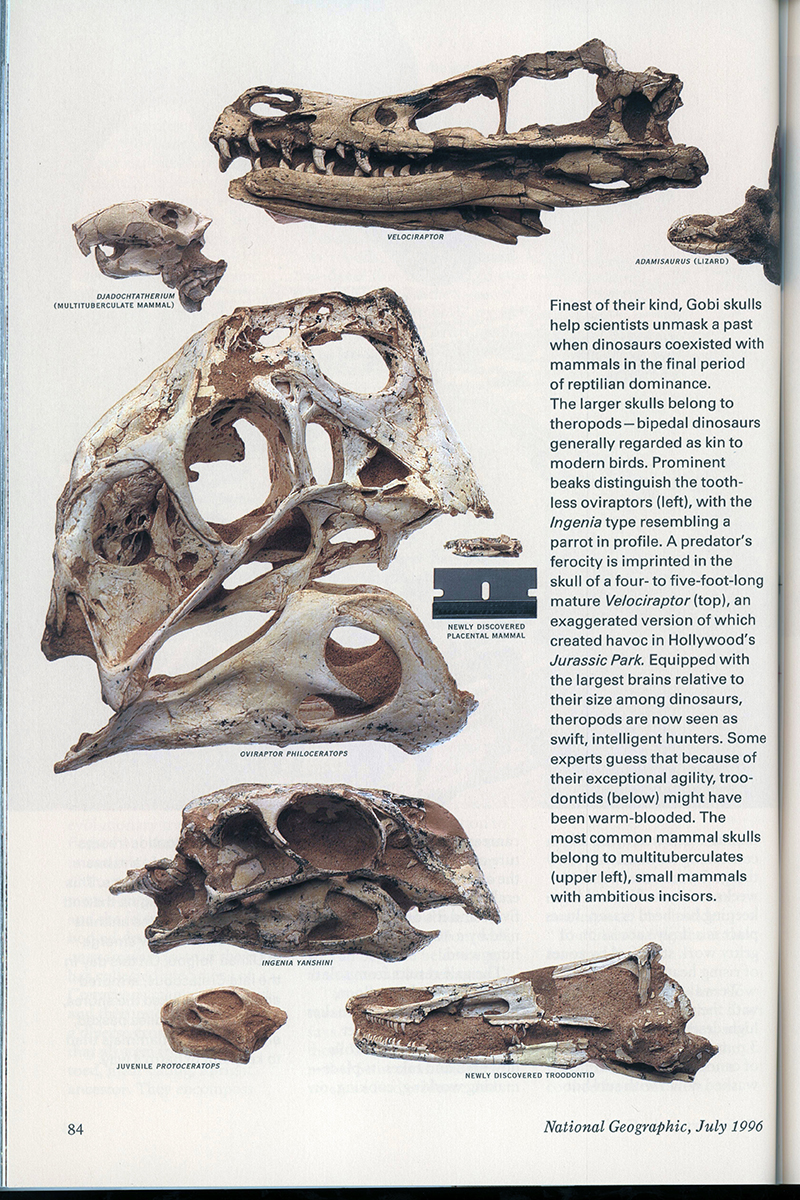 VELOCIRAPTOR
ADAMISAURUS (LIZARD)
DJADOCHTATHERIUM
(MULTITUBERCULATE MAMMAL)
Finest of their kind, Gobi skulls
help scientists unmask a past
when dinosaurs coexisted with
mammals in the final period
of reptilian dominance.
The larger skulls belong to
theropods—bipedal dinosaurs
generally regarded as kin to
modern birds. Prominent
beaks distinguish the tooth-
less oviraptors (left), with the
Ingenia type resembling a
parrot in profile. A predator's
ferocity is imprinted in the
skull of a four- to five-foot-long
mature Velociraptor (top), an
exaggerated version of which
created havoc in Hollywood's
Jurassic Park. Equipped with
the largest brains relative to
their size among dinosaurs,
theropods are now seen as
swift, intelligent hunters. Some
experts guess that because of
their exceptional agility, troo-
dontids (below) might have
been warm-blooded. The
most common mammal skulls
belong to multituberculates
(upper left), small mammals
with ambitious incisors.
NEWLY DISCOVERED
PLACENTAL MAMMAL
OVIRAPTOR PHILOCERATOPS
INGENIA YANSHINI
JUVENILE PROTOCERATOPS
NEWLY DISCOVERED TROODONTID
84
National Geographic, July 1996